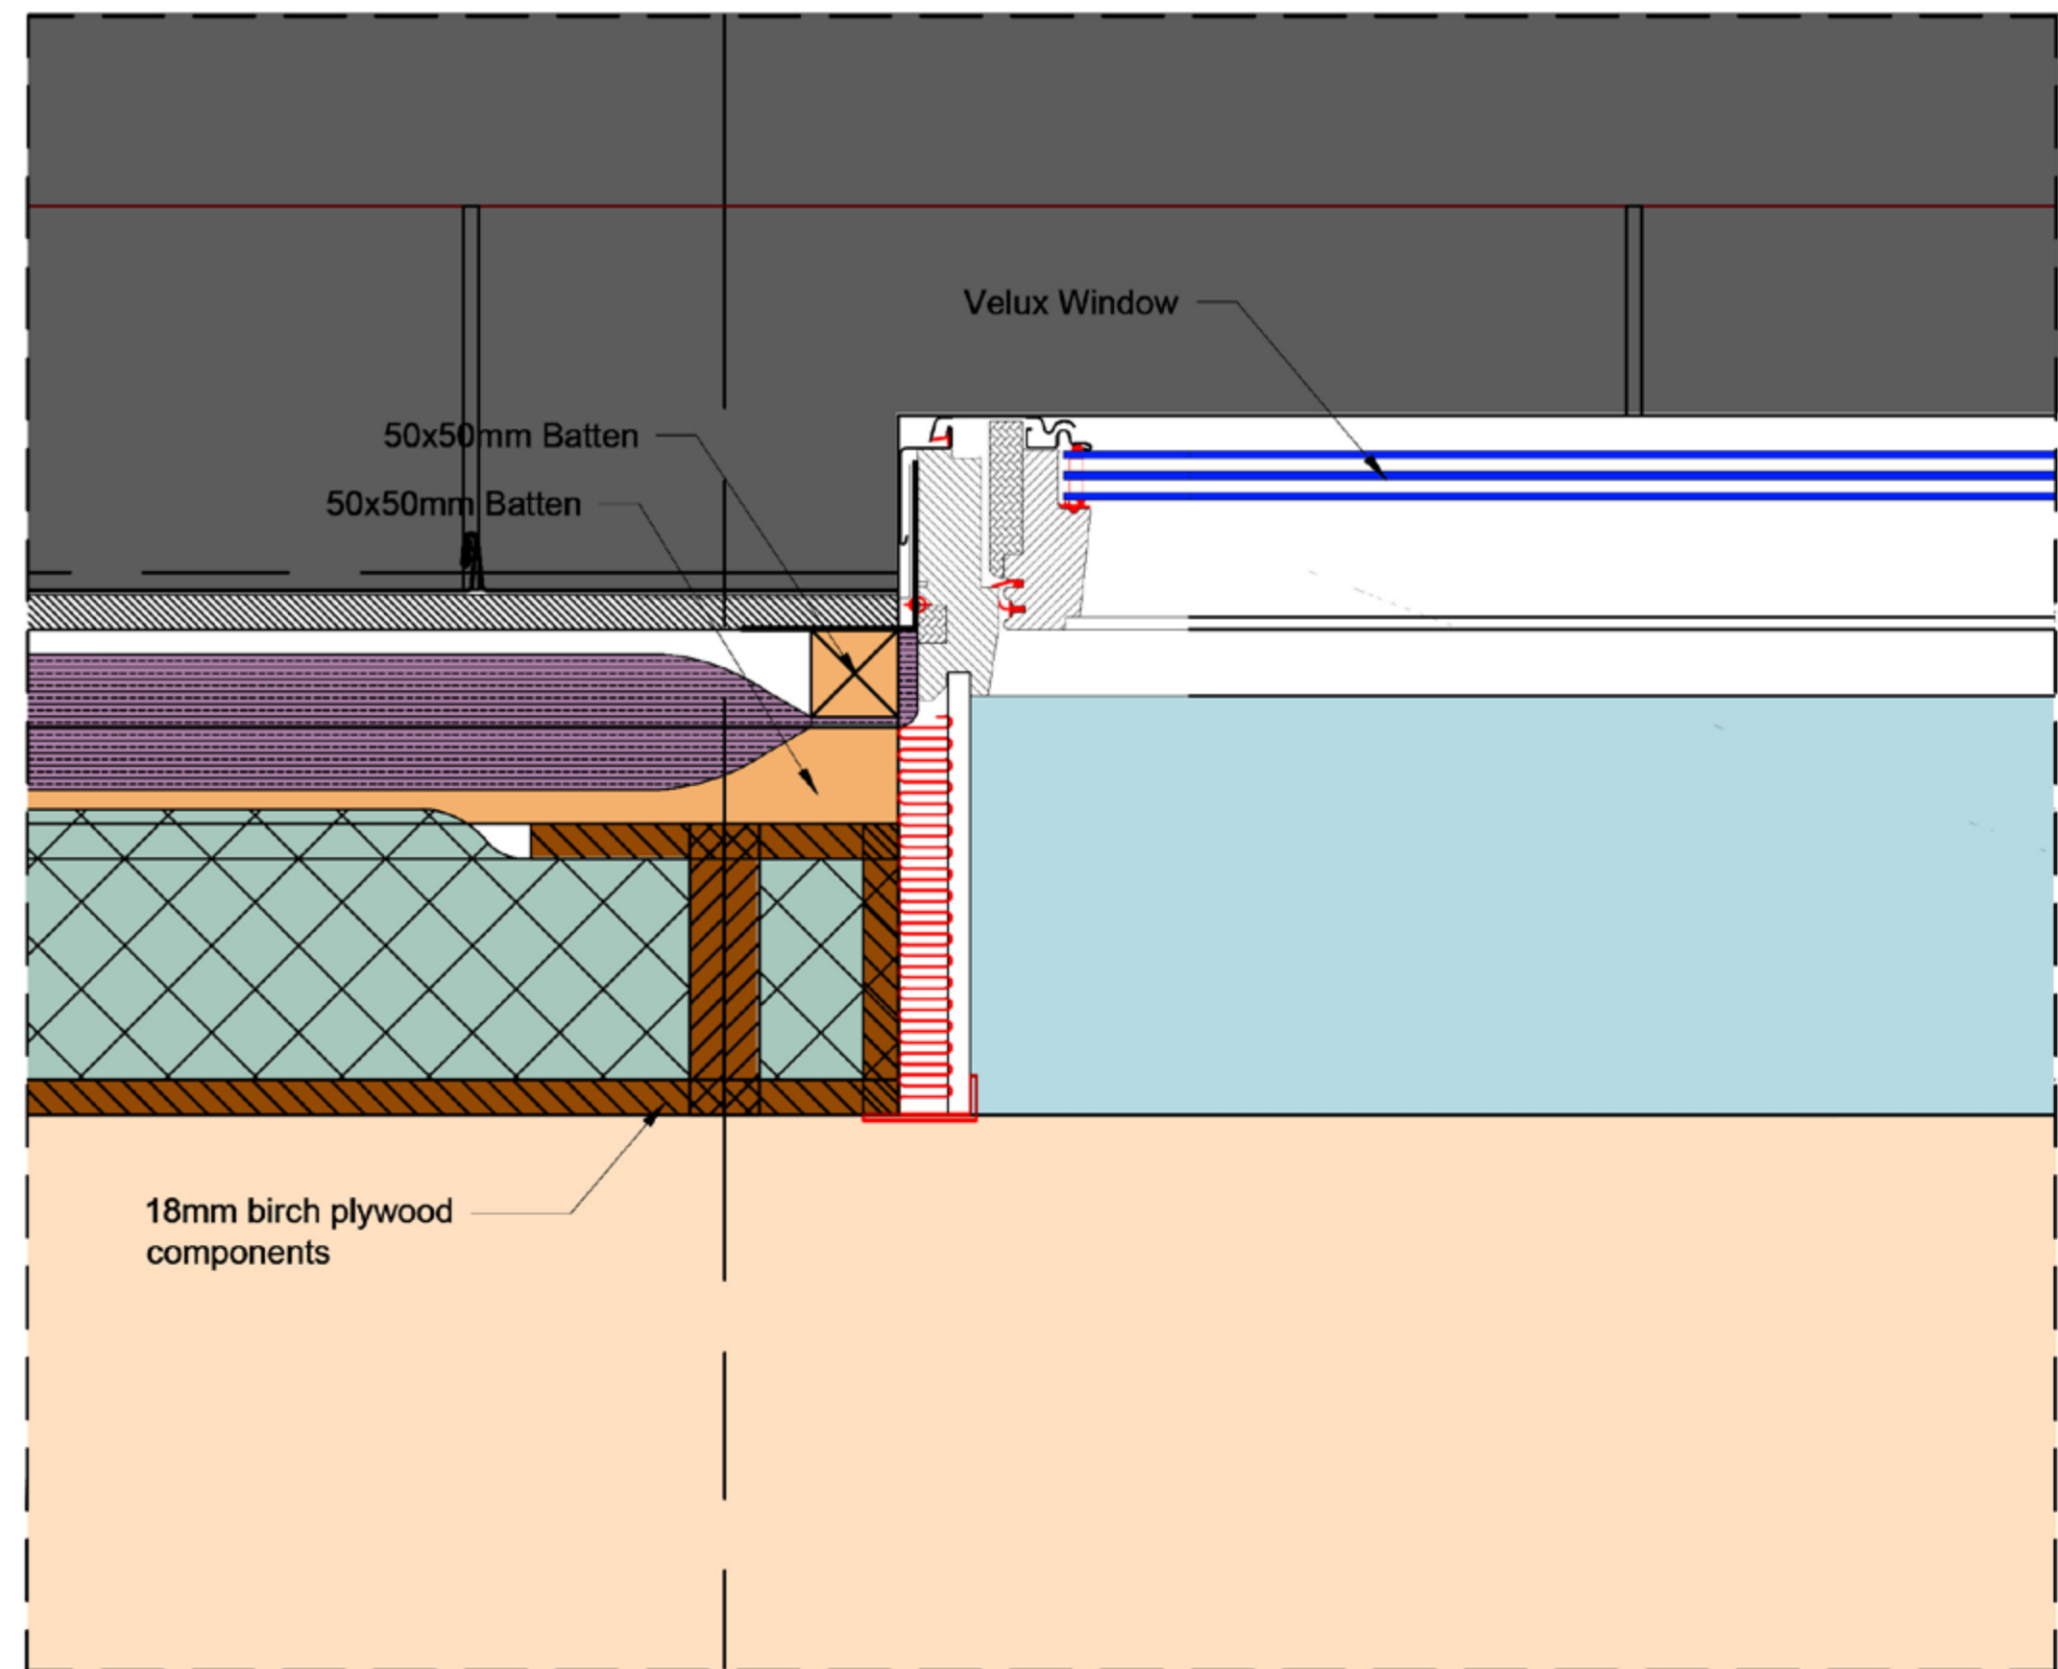 Velux Window
50x50mm Batten
50x50mm Batten
18mm birch plywood
components